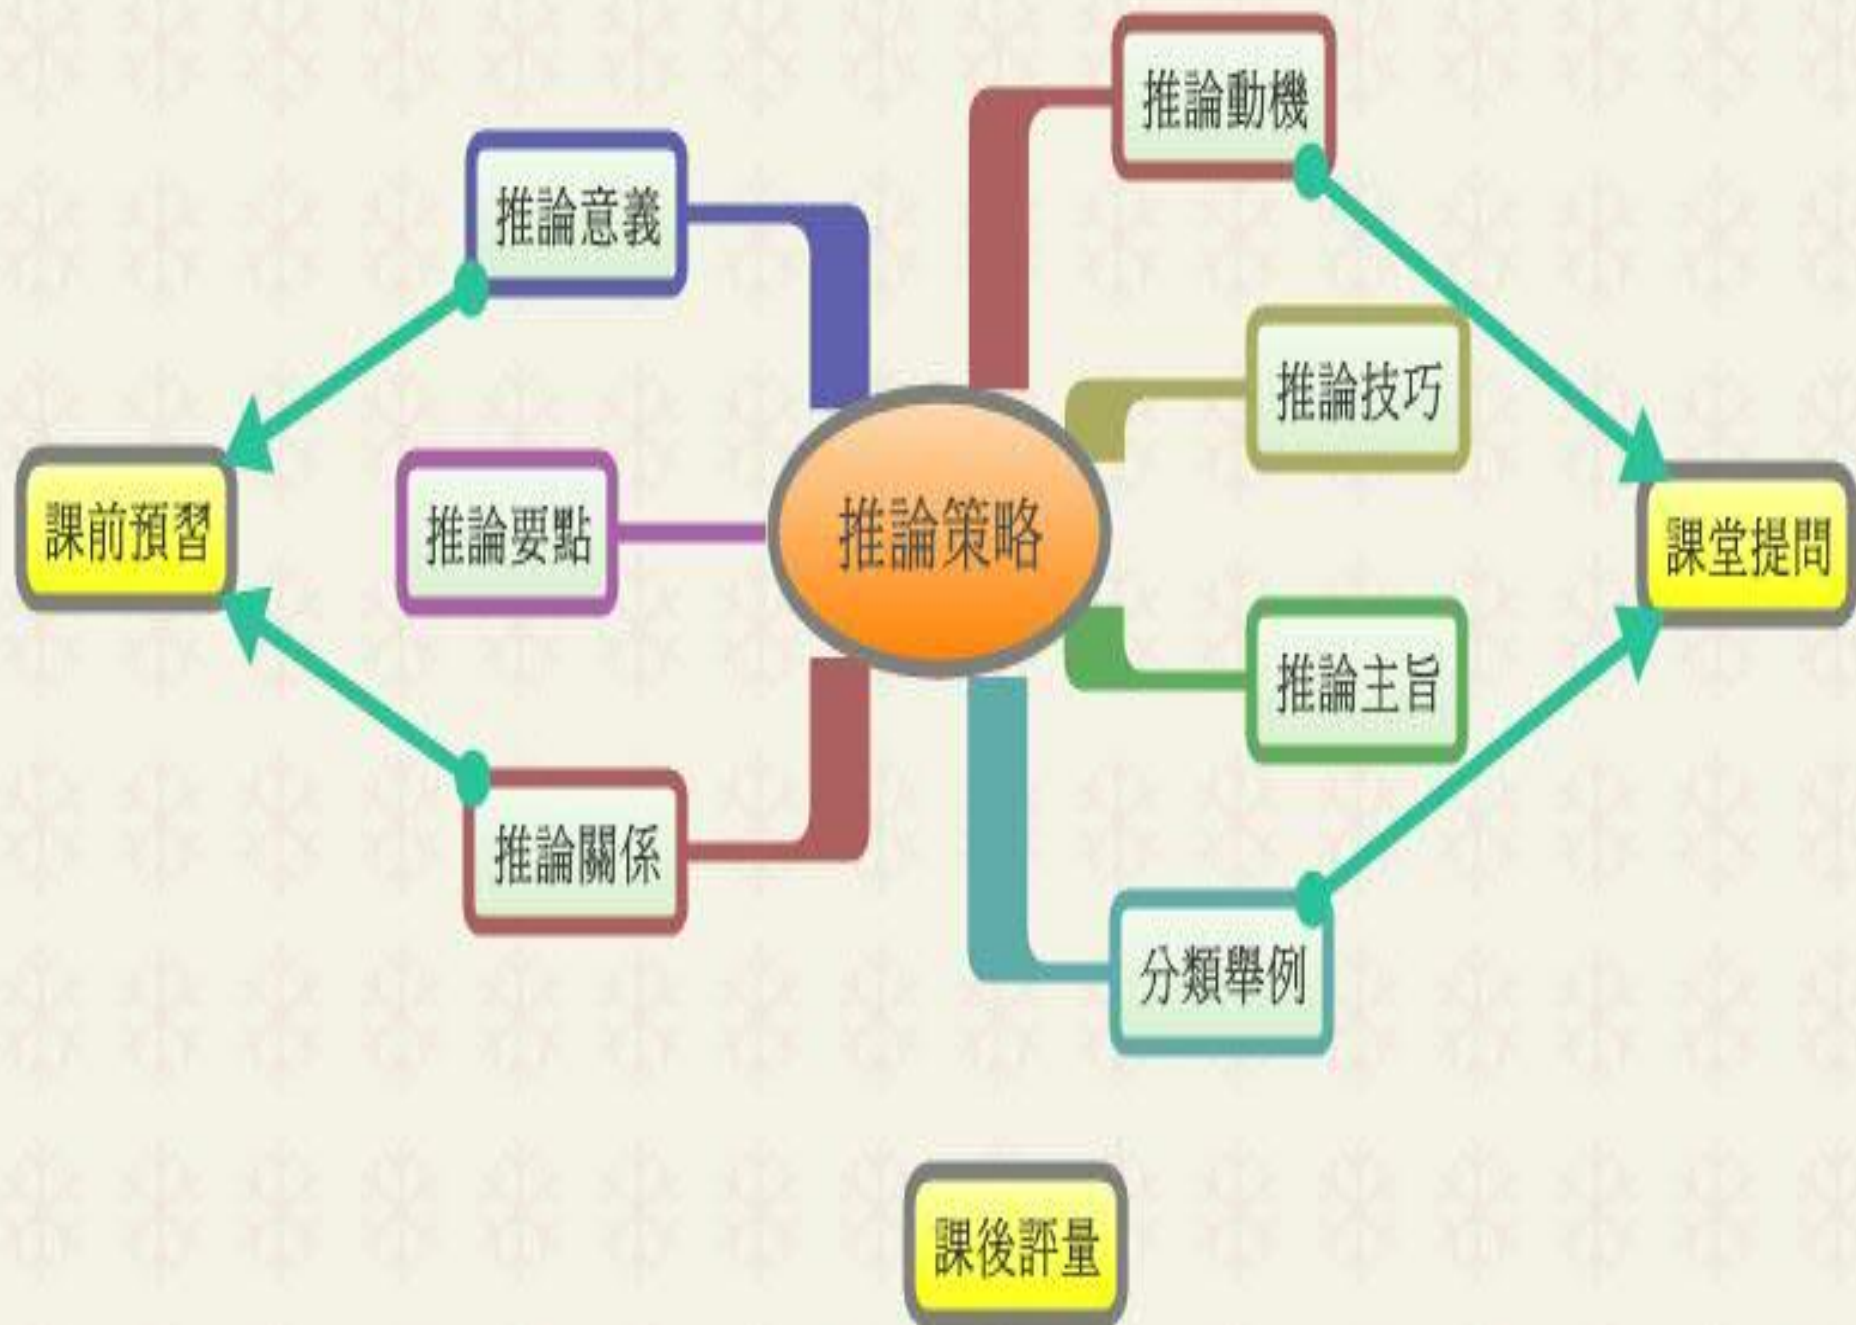 推論動機
推論意義
推論技巧
課前預習
推論要點
推論策略
課堂提問
推論主旨
推論關係
分類舉例
課後評量